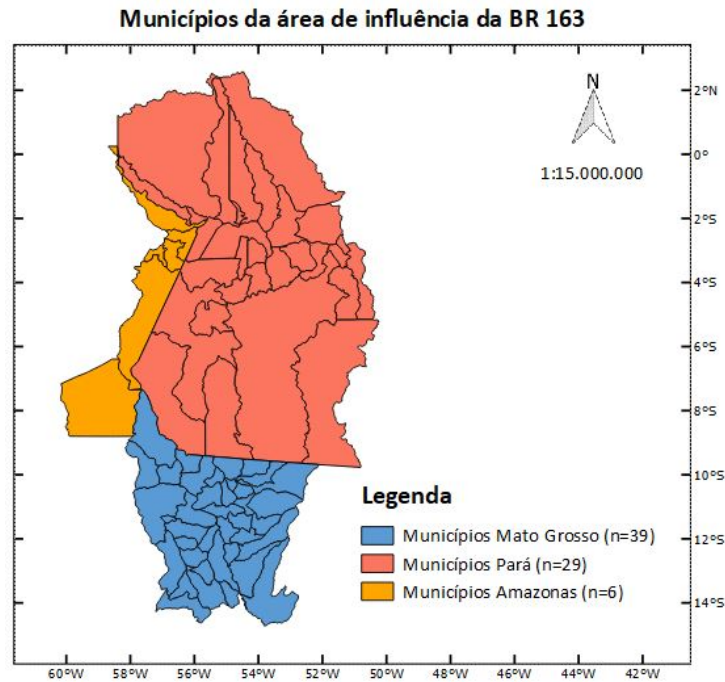 Municípios da área de influência da BR 163
N
1:15.000.000
2°N
0°
2°S
4°S
6°S
8°S
10°S
12°S
14°S
Legenda
Municípios Mato Grosso (n=39)
Municípios Pará (n=29)
Municípios Amazonas (n=6)
60°W 58°W 56°W 54°W 52°W 50°W 48°W 46°W 44°W 42°W